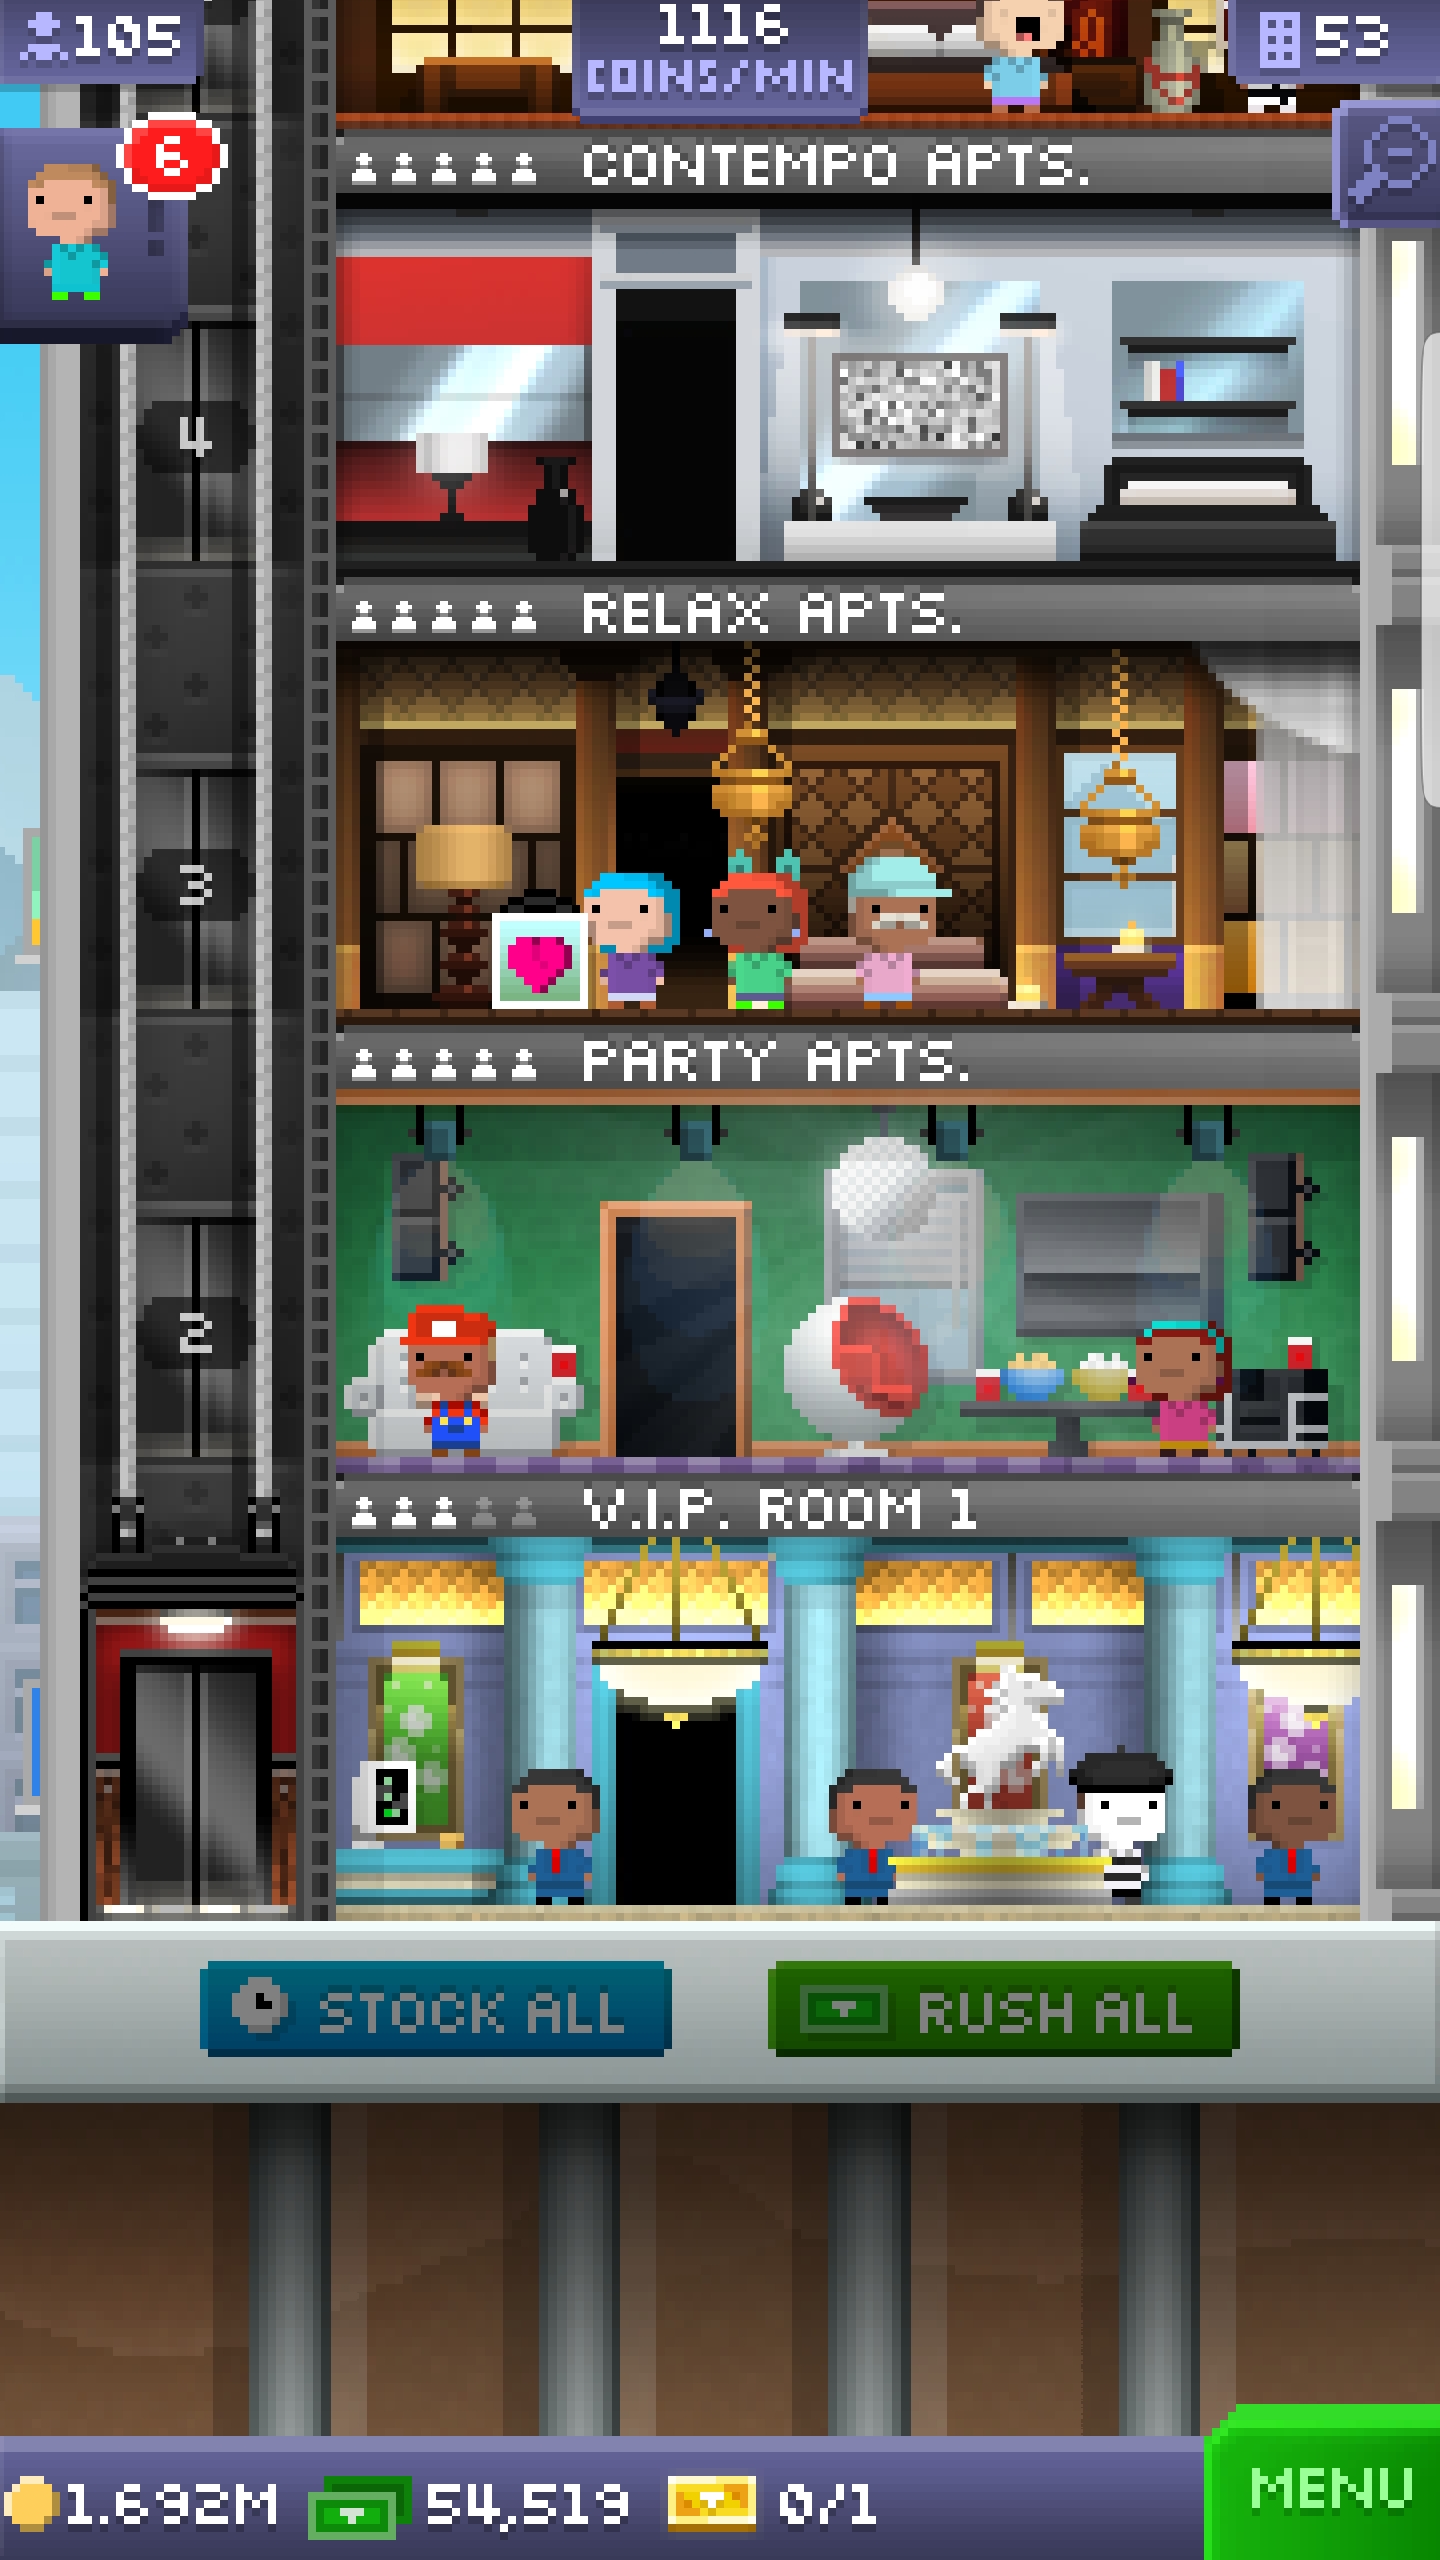 105
1116
COINS/MIN
53
6
CONTEMPO APTS.
4
RELAX APTS.
3
PARTY APTS.
2
V.I.P. ROOM 1
STOCK ALL
RUSH ALL
1.692M
54,519
0/1
MENU